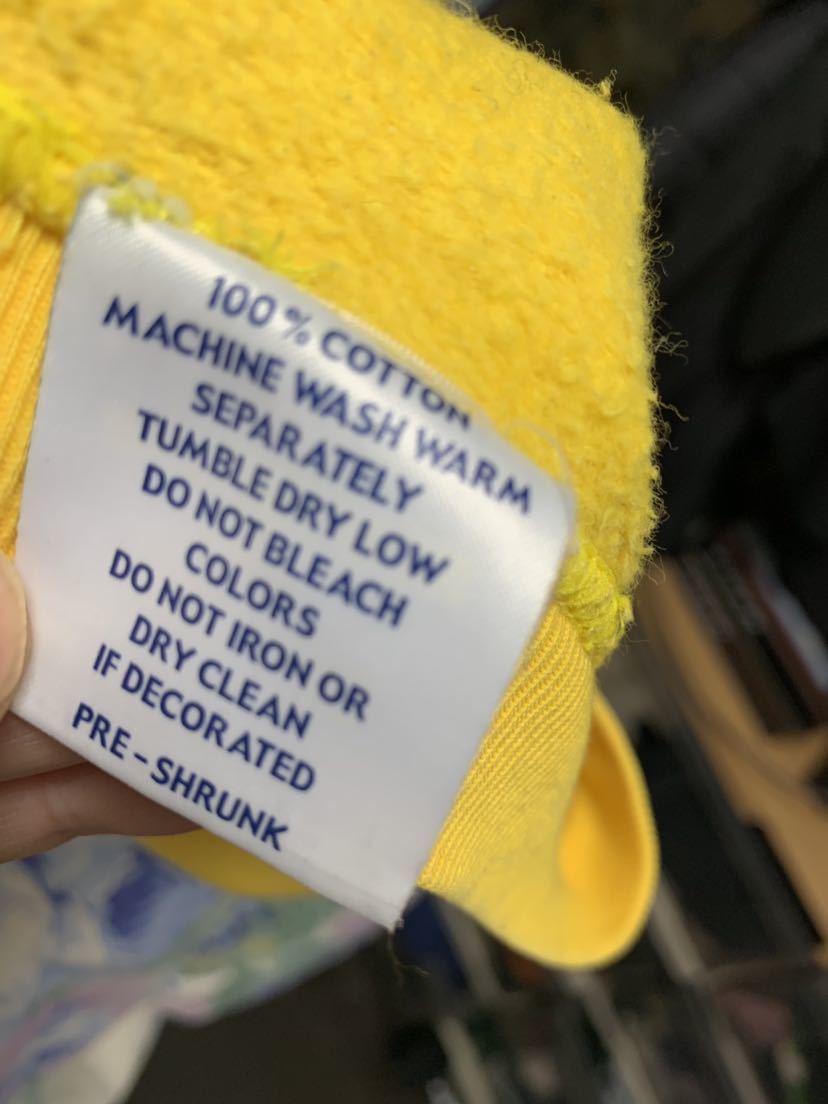 100% COTTON
MACHINE WASH WARM
SEPARATELY
TUMBLE DRY LOW
DO NOT BLEACH
COLORS
DO NOT IRON OR
DRY CLEAN
IF DECORATED
PRE-SHRUNK